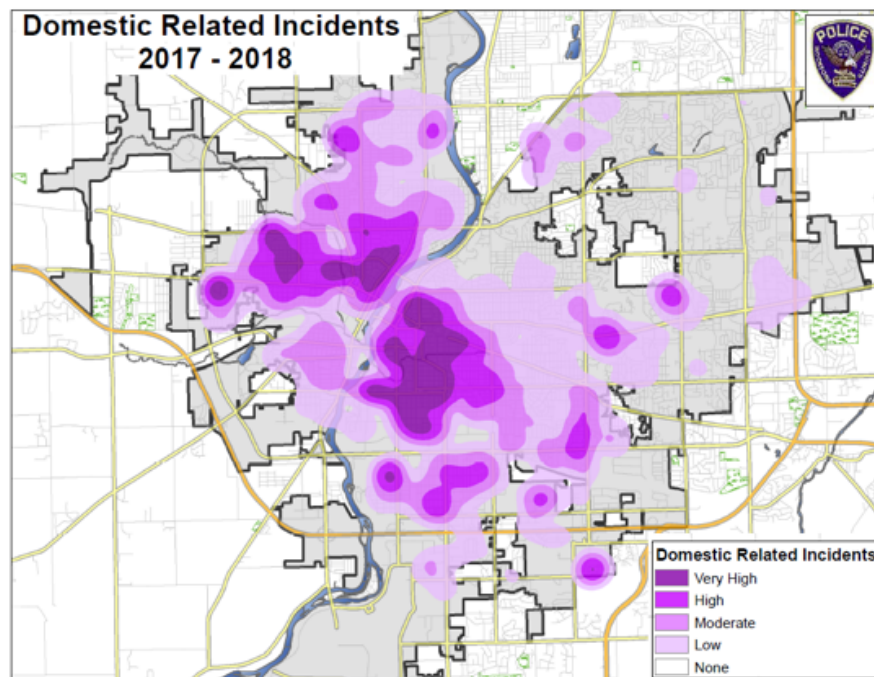 Domestic Related Incidents
2017 - 2018
POLICE
Domestic Related Incidents
Very High
High
Moderate
Low
None